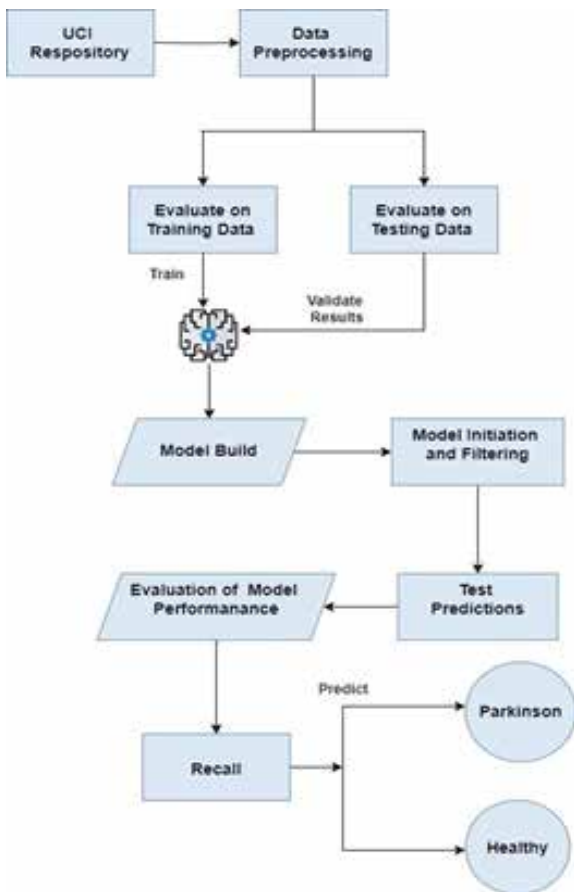 UCI
Respository
Data
Preprocessing
Evaluate on
Training Data
Evaluate on
Testing Data
Train
Validate
Results
Model Build
Model Initiation
and Filtering
Evaluation of Model
Performanance
Test
Predictions
Predict
Parkinson
Recall
Healthy